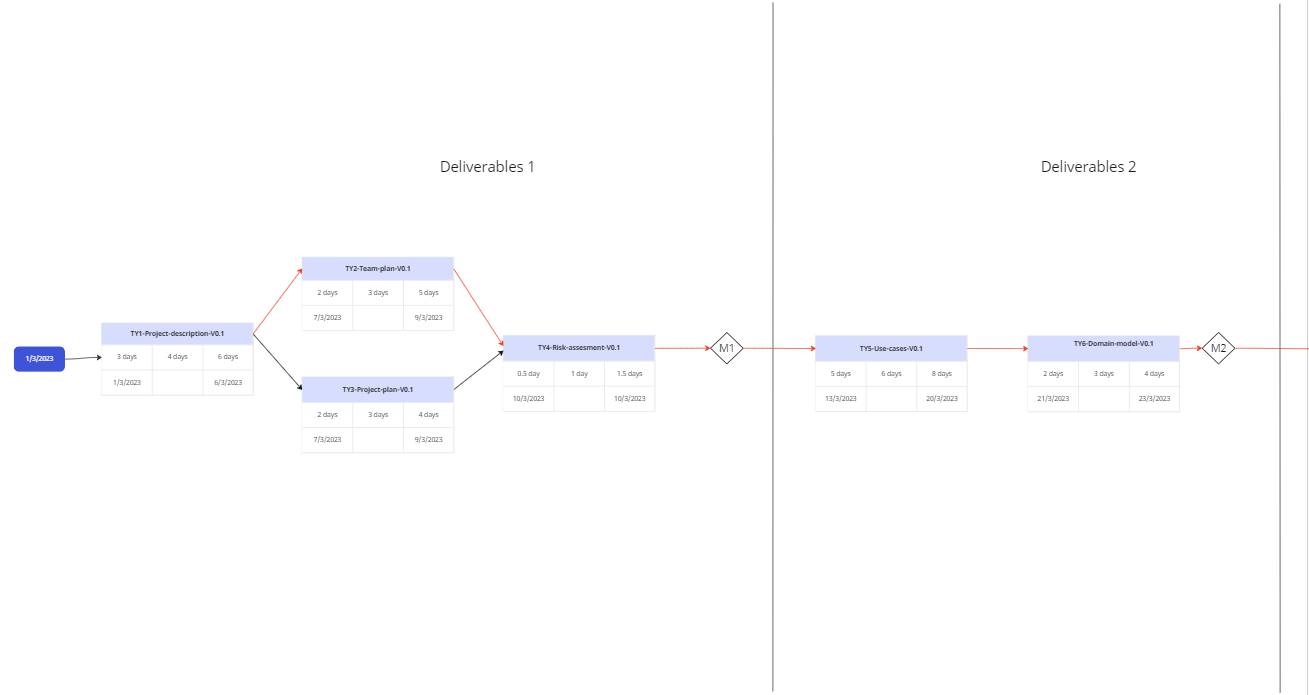 Deliverables 1
Deliverables 2
1/3/2023
TY1-Project-description-V0.1
3 days 4 days 6 days
1/3/2023 6/3/2023
TY2-Team-plan-V0.1
2 days 3 days 5 days
7/3/2023 9/3/2023
TY3-Project-plan-V0.1
2 days 3 days 4 days
7/3/2023 9/3/2023
TY4-Risk-assesment-V0.1
0.5 day 1 day 1.5 days
10/3/2023 10/3/2023
M1
TY5-Use-cases-V0.1
5 days 6 days 8 days
13/3/2023 20/3/2023
TY6-Domain-model-V0.1
2 days 3 days 4 days
21/3/2023 23/3/2023
M2